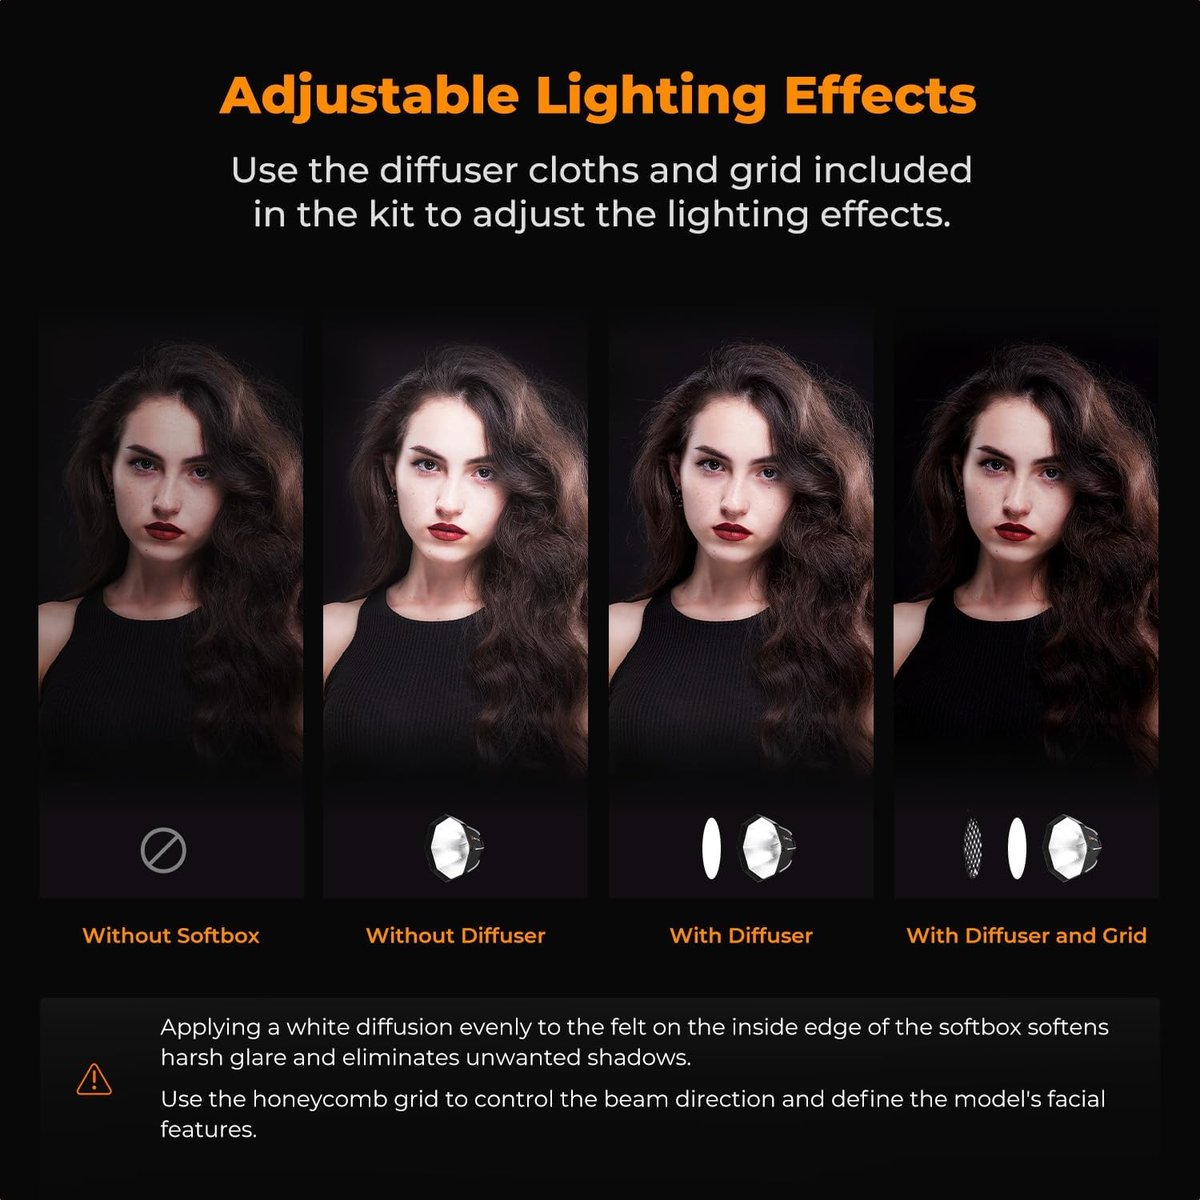 Adjustable Lighting Effects
Use the diffuser cloths and grid included
in the kit to adjust the lighting effects.
Without Softbox
Without Diffuser
With Diffuser
With Diffuser and Grid
Applying a white diffusion evenly to the felt on the inside edge of the softbox softens
harsh glare and eliminates unwanted shadows.
Use the honeycomb grid to control the beam direction and define the model's facial
features.